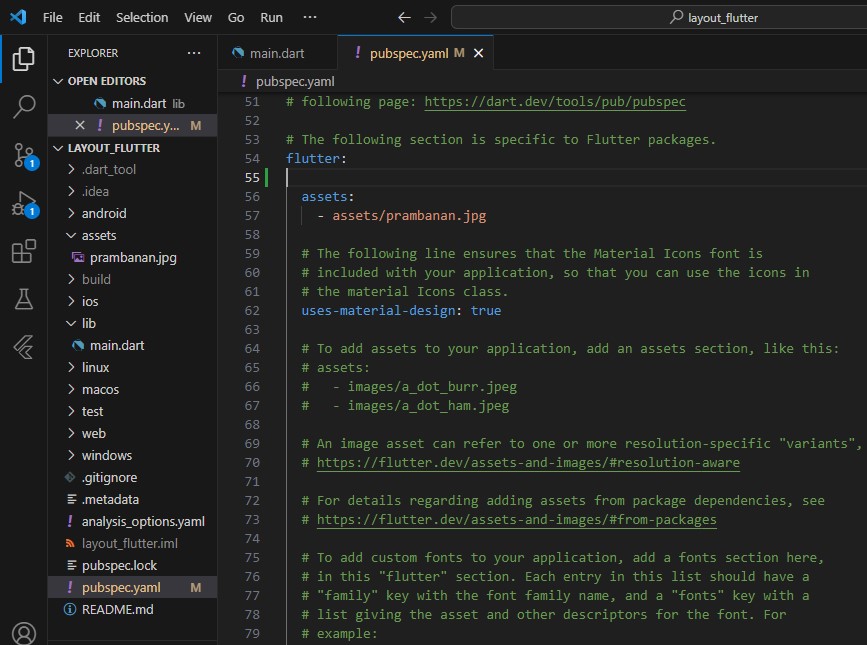 File Edit Selection View Go Run ··· layout_flutter
EXPLORER ···
OPEN EDITORS
main.dart lib
pubspec.y... M
LAYOUT_FLUTTER
.dart_tool
.idea
android
assets
prambanan.jpg
build
ios
lib
main.dart
linux
macos
test
web
windows
.gitignore
.metadata
analysis_options.yaml
layout_flutter.iml
pubspec.lock
pubspec.yaml M
README.md
1
1
main.dart
pubspec.yaml M
pubspec.yaml
51 # following page: https://dart.dev/tools/pub/pubspec
52
53 # The following section is specific to Flutter packages.
54 flutter:
55
56 assets:
57 - assets/prambanan.jpg
58
59 # The following line ensures that the Material Icons font is
60 # included with your application, so that you can use the icons in
61 # the material Icons class.
62 uses-material-design: true
63
64 # To add assets to your application, add an assets section, like this:
65 # assets:
66 #   - images/a_dot_burr.jpeg
67 #   - images/a_dot_ham.jpeg
68
69 # An image asset can refer to one or more resolution-specific "variants",
70 # https://flutter.dev/assets-and-images/#resolution-aware
71
72 # For details regarding adding assets from package dependencies, see
73 # https://flutter.dev/assets-and-images/#from-packages
74
75 # To add custom fonts to your application, add a fonts section here,
76 # in this "flutter" section. Each entry in this list should have a
77 # "family" key with the font family name, and a "fonts" key with a
78 # list giving the asset and other descriptors for the font. For
79 # example: